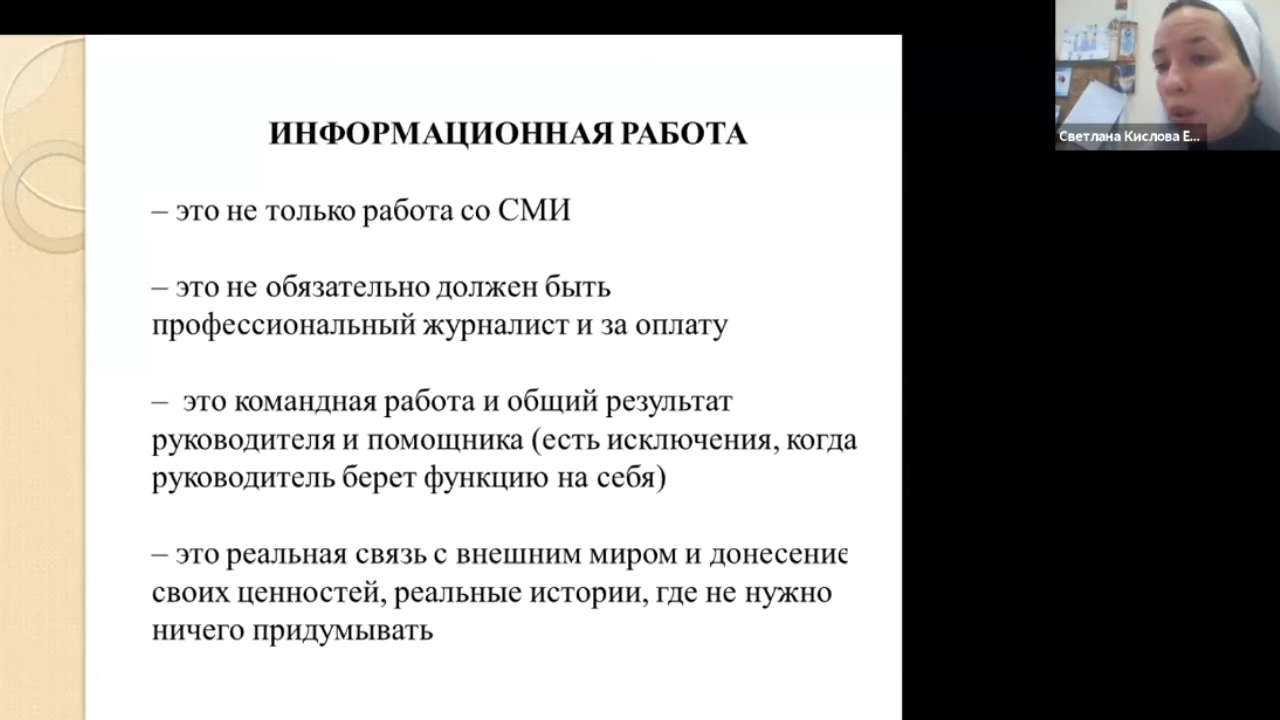 ИНФОРМАЦИОННАЯ РАБОТА
– это не только работа со СМИ
– это не обязательно должен быть
профессиональный журналист и за оплату
– это командная работа и общий результат
руководителя и помощника (есть исключения, когда
руководитель берет функцию на себя)
– это реальная связь с внешним миром и донесение
своих ценностей, реальные истории, где не нужно
ничего придумывать
Светлана Кислова Е...